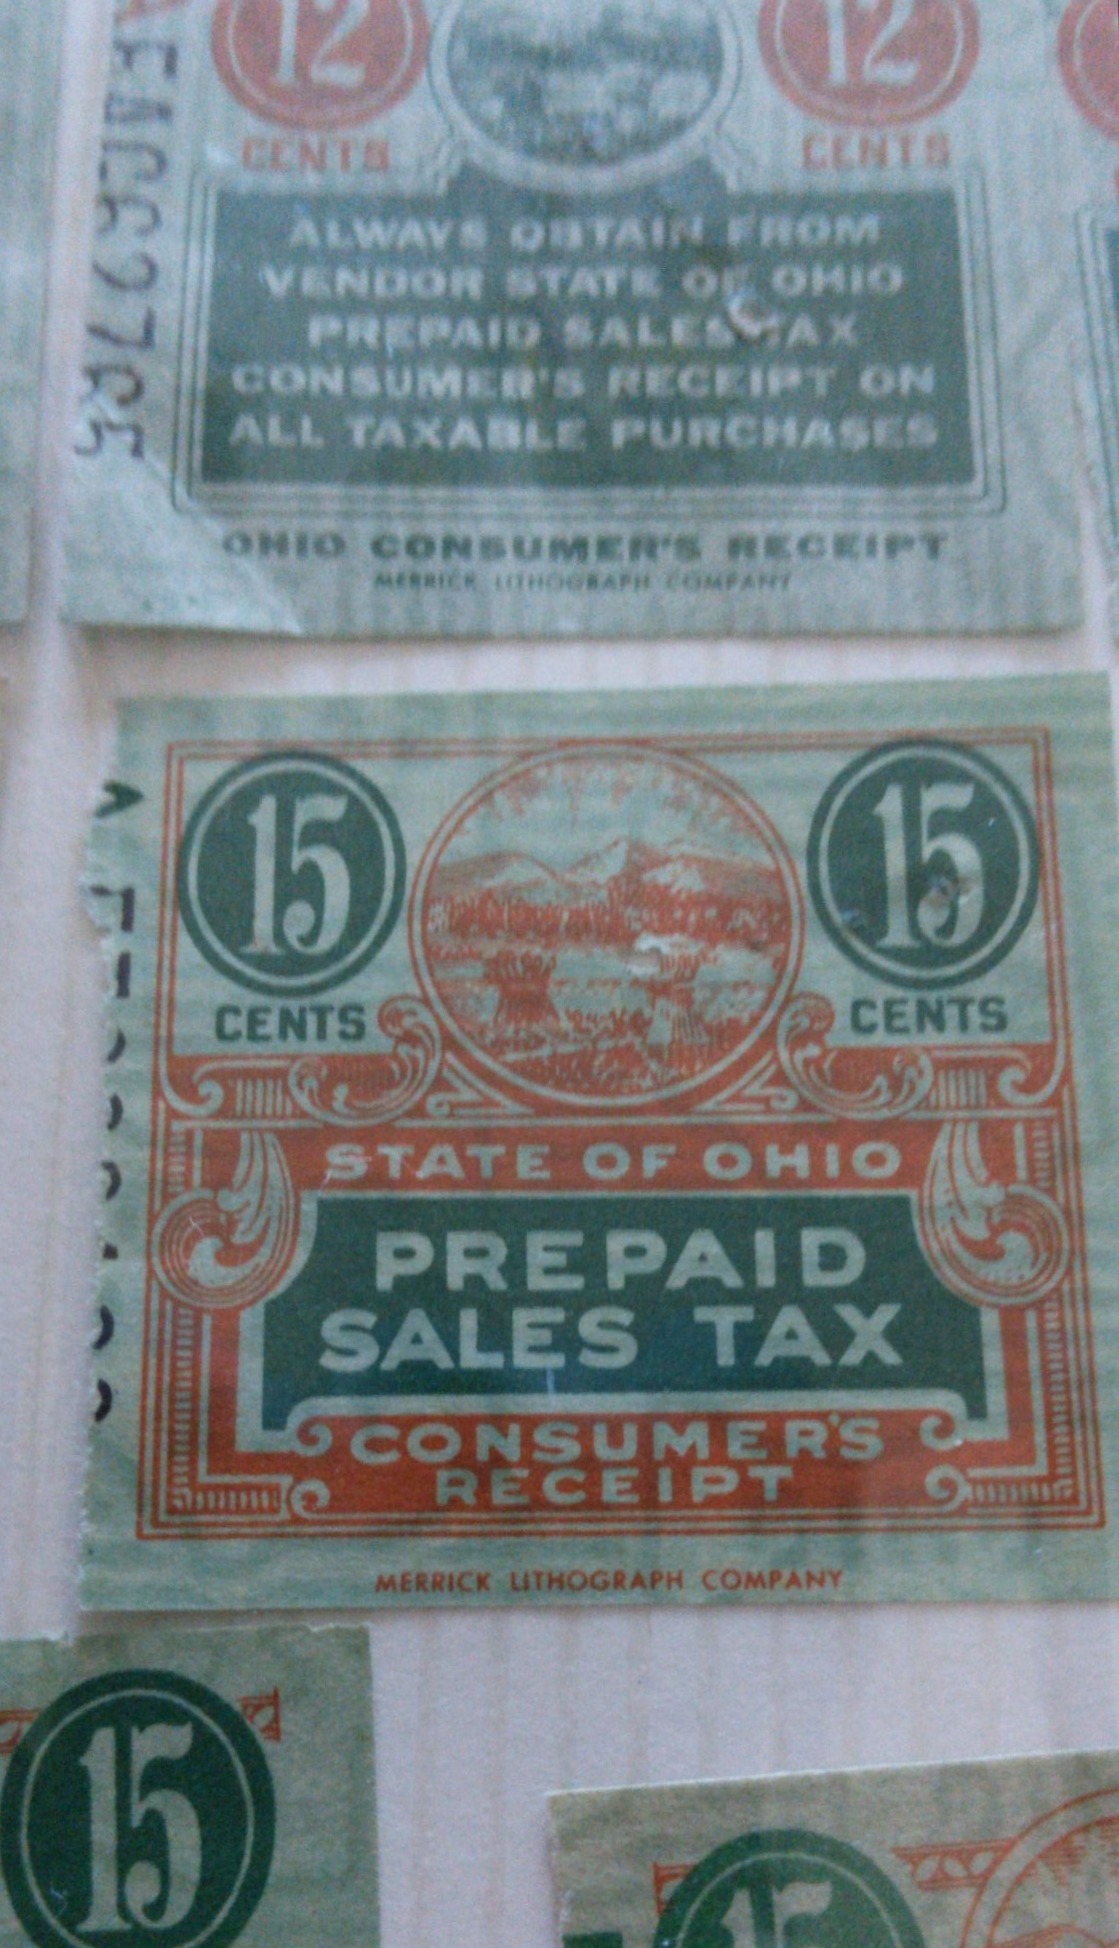 12 12
CENTS CENTS
ALWAYS OBTAIN FROM
VENDOR STATE OF OHIO
PREPAID SALES TAX
CONSUMER'S RECEIPT ON
ALL TAXABLE PURCHASES
OHIO CONSUMER'S RECEIPT
MERRICK LITHOGRAPH COMPANY
15 15
CENTS CENTS
STATE OF OHIO
PREPAID
SALES TAX
CONSUMER'S
RECEIPT
MERRICK LITHOGRAPH COMPANY
15
15